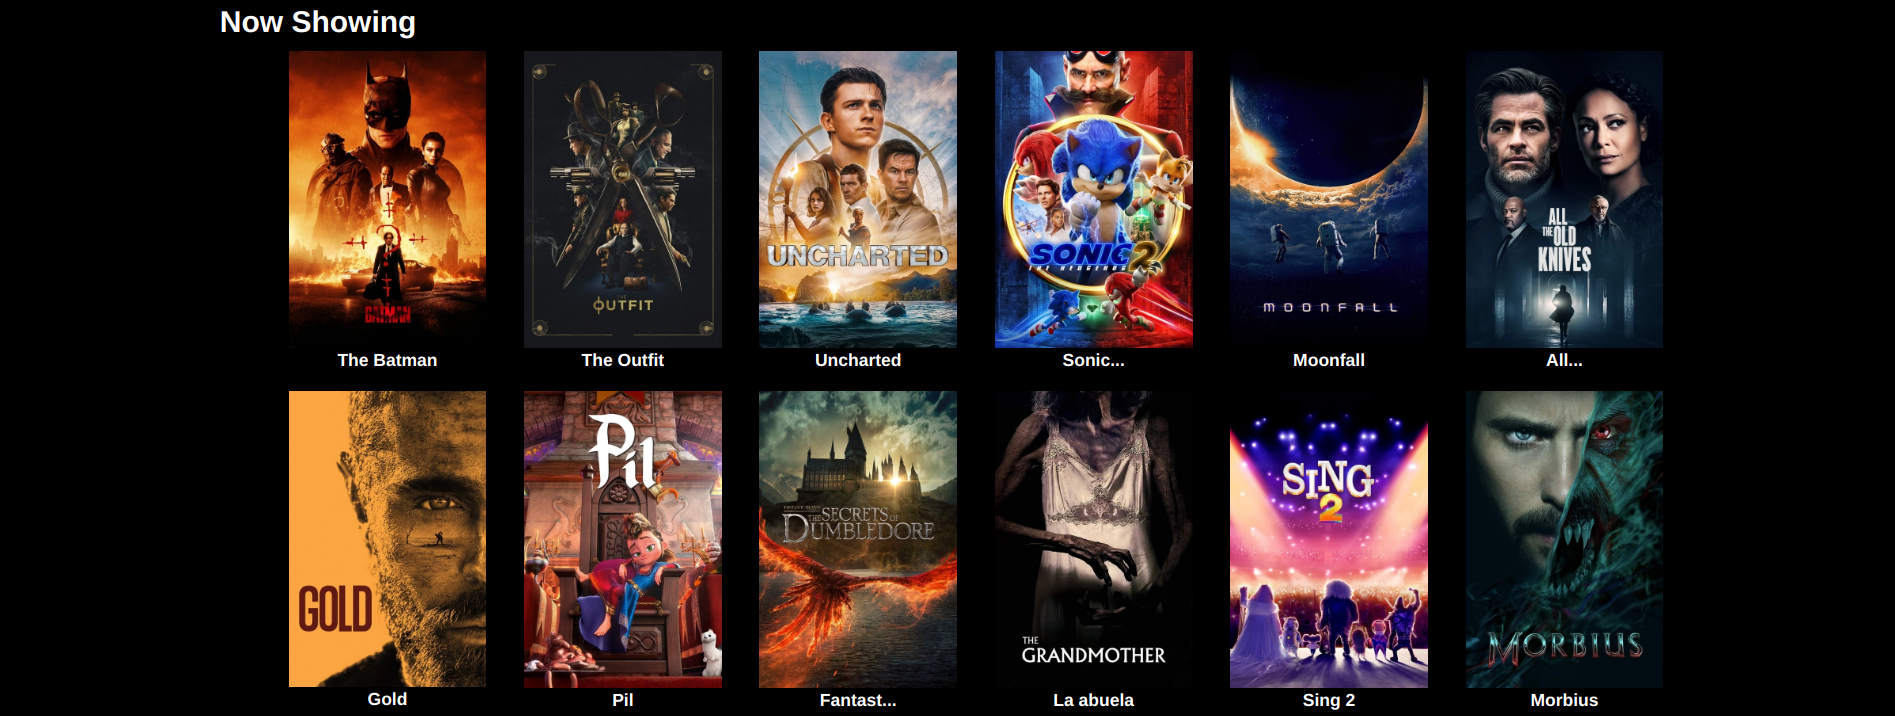 Now Showing
THE
BATMAN
THE
OUTFIT
UNCHARTED
SONIC 2
THE HEDGEHOG
MOONFALL
ALL
THE OLD
KNIVES
The Batman
The Outfit
Uncharted
Sonic...
Moonfall
All...
GOLD
Pil
THE SECRETS OF
DUMBLEDORE
THE
GRANDMOTHER
SING
2
MORBIUS
Gold
Pil
Fantast...
La abuela
Sing 2
Morbius